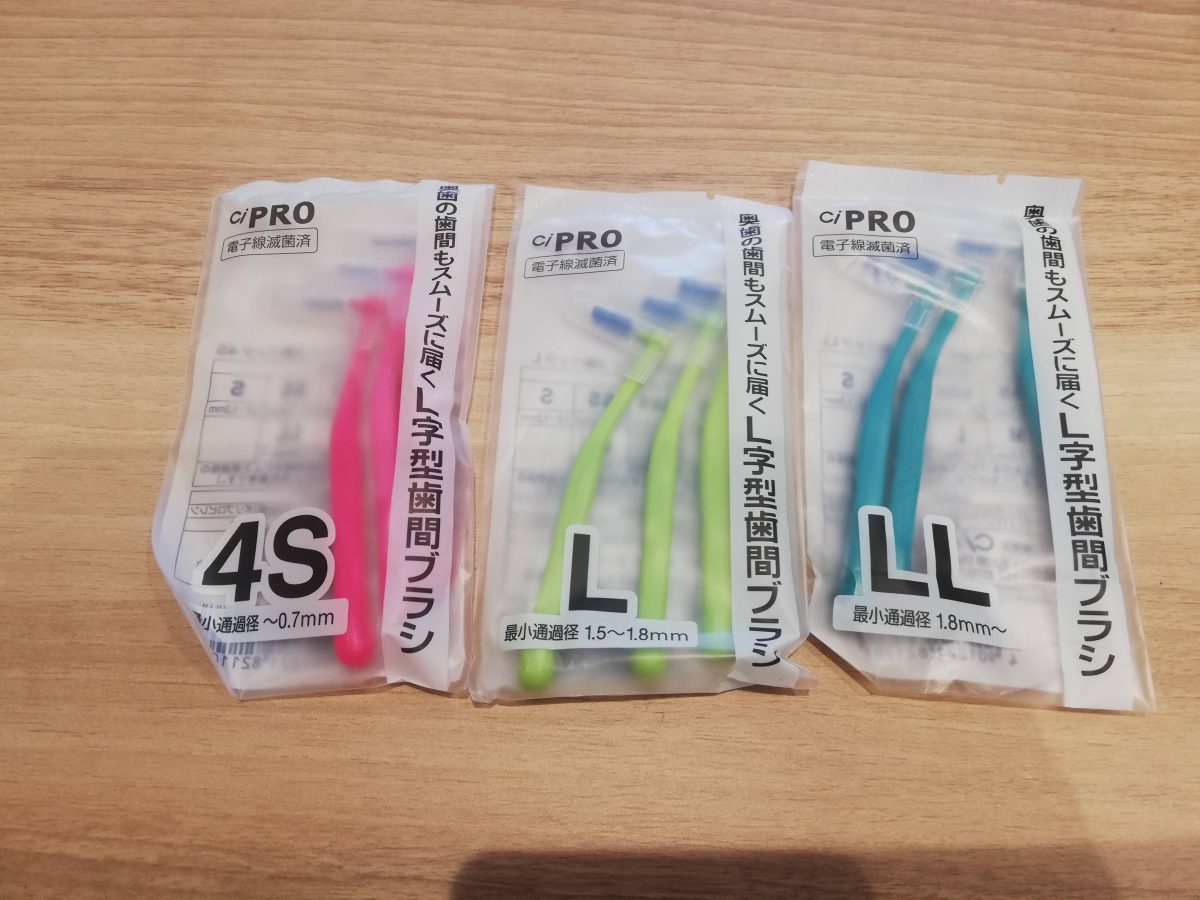 Ci PRO
電子線滅菌済
奥歯の歯間もスムーズに届くL字型歯間ブラシ
4S
最小通過径 〜0.7mm
Ci PRO
電子線滅菌済
奥歯の歯間もスムーズに届くL字型歯間ブラシ
L
最小通過径 1.5〜1.8mm
Ci PRO
電子線滅菌済
奥歯の歯間もスムーズに届くL字型歯間ブラシ
LL
最小通過径 1.8mm〜